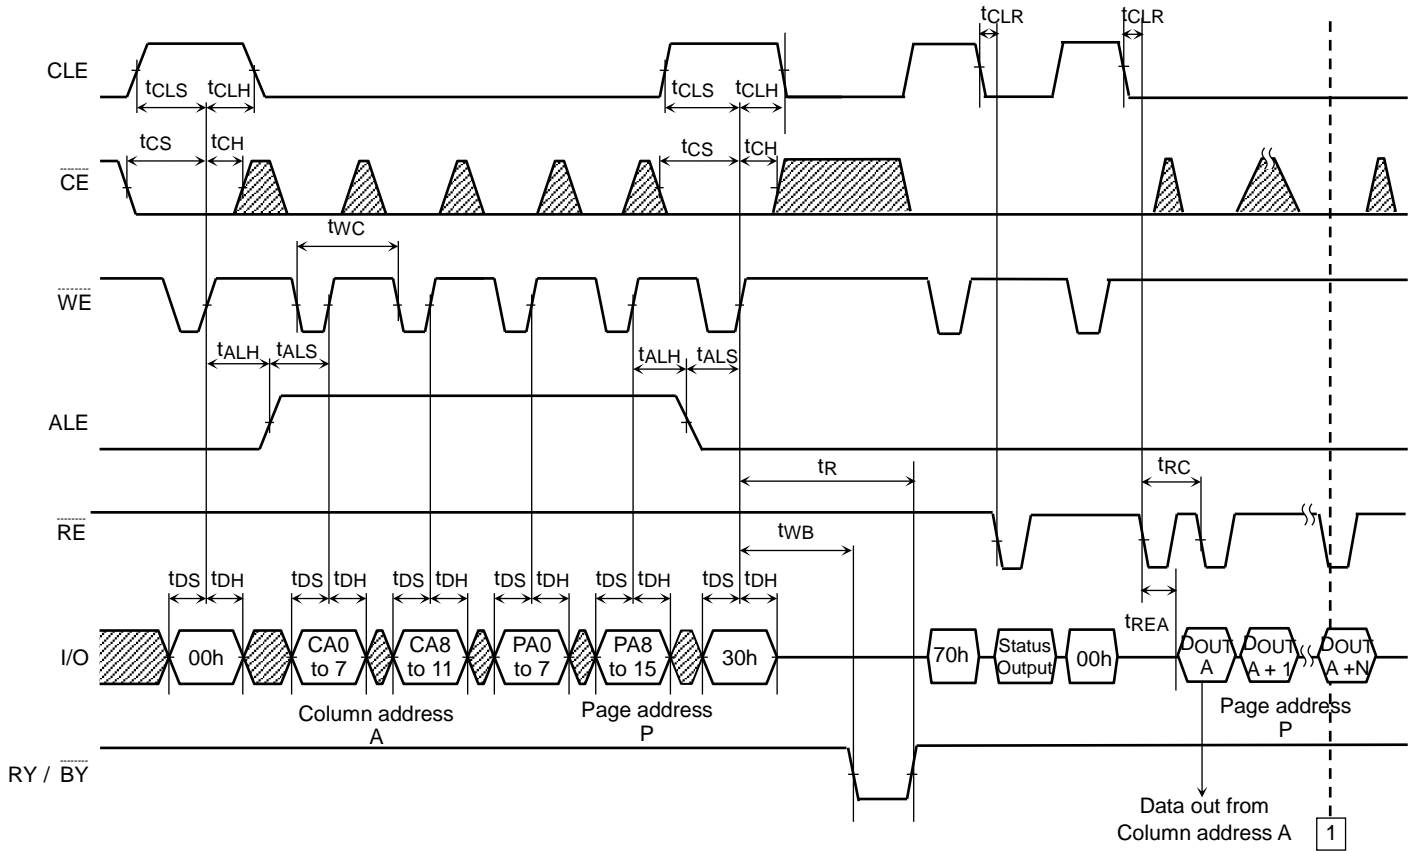 tCLR tCLR
CLE
tCLS tCLH tCLS tCLH
tCS tCH tCS tCH
CE
tWC
WE
tALH tALS tALH tALS
ALE
tR tRC
RE
tWB
tDS tDH tDS tDH tDS tDH tDS tDH tDS tDH tDS tDH
tREA
I/O
00h
CA0
to 7
CA8
to 11
PA0
to 7
PA8
to 15
30h
70h
Status
Output
00h
DOUT
A
DOUT
A + 1
DOUT
A +N
Column address
A
Page address
P
Page address
P
RY / BY
Data out from
Column address A
1